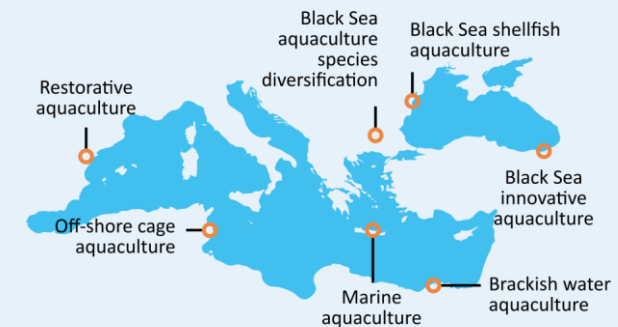 Black Sea
aquaculture
species
diversification
Black Sea shellfish
aquaculture
Restorative
aquaculture
Black Sea
innovative
aquaculture
Off-shore cage
aquaculture
Marine
aquaculture
Brackish water
aquaculture